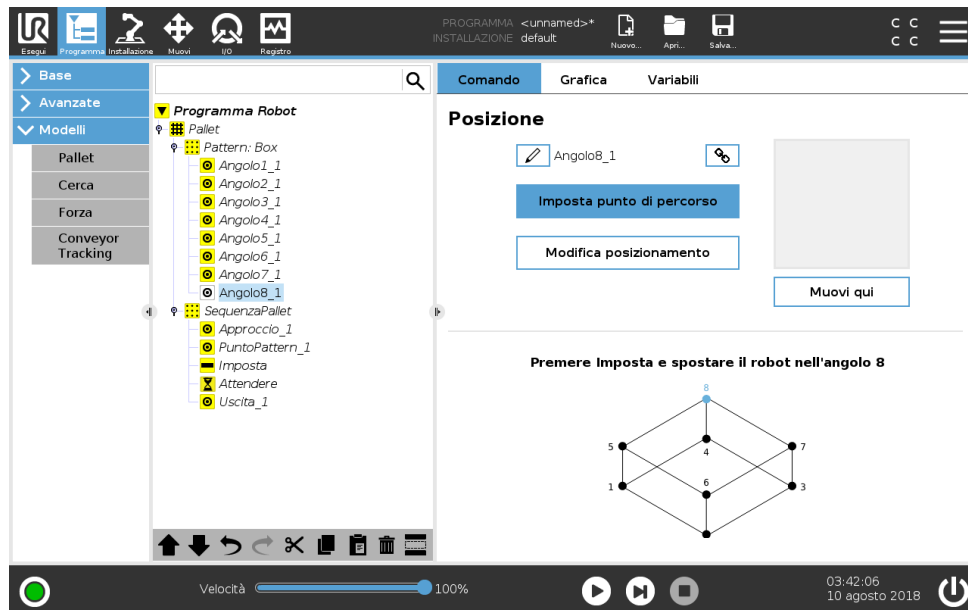 UR
PROGRAMMA <unnamed>*
INSTALLAZIONE default
Esegui Programma Installazione Muovi I/O Registro
Nuovo... Apri... Salva...
C C
C C
Base
Avanzate
Modelli
Pallet
Cerca
Forza
Conveyor
Tracking
Programma Robot
Pallet
Pattern: Box
Angolo1_1
Angolo2_1
Angolo3_1
Angolo4_1
Angolo5_1
Angolo6_1
Angolo7_1
Angolo8_1
SequenzaPallet
Approccio_1
PuntoPattern_1
Imposta
Attendere
Uscita_1
Comando Grafica Variabili
Posizione
Angolo8_1
Imposta punto di percorso
Modifica posizionamento
Muovi qui
Premere Imposta e spostare il robot nell'angolo 8
8
5 4 7
1 6 3
Velocità 100%
03:42:06
10 agosto 2018